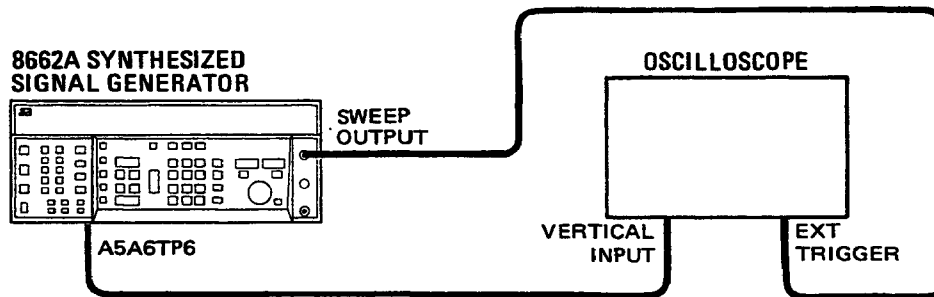 8662A SYNTHESIZED
SIGNAL GENERATOR
SWEEP
OUTPUT
OSCILLOSCOPE
A5A6TP6
VERTICAL
INPUT
EXT
TRIGGER